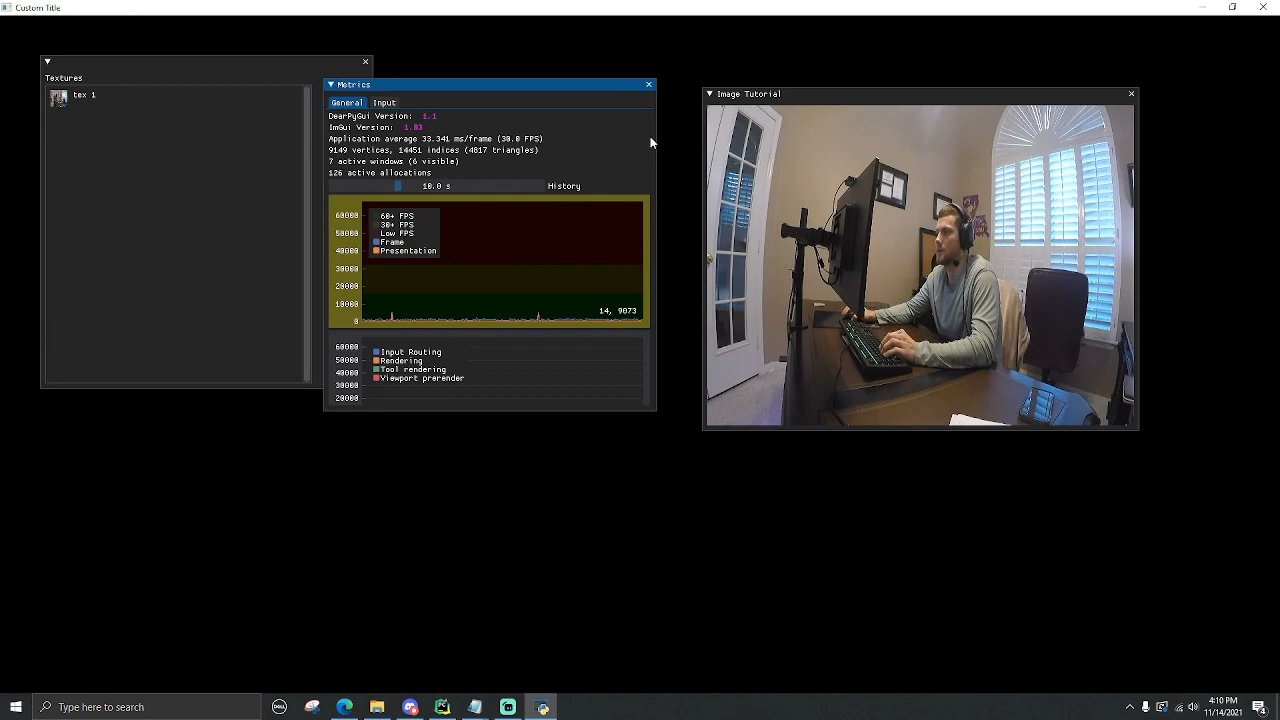 Custom Title
Textures
tex 1
Metrics
General Input
DearPyGui Version: 1.1
ImGui Version: 1.83
Application average 33.341 ms/frame (30.0 FPS)
9149 vertices, 14451 indices (4817 triangles)
7 active windows (6 visible)
126 active allocations
10.0 s History
60000
50000
40000
30000
20000
10000
0
60+ FPS
30+ FPS
Low FPS
Frame
Presentation
14, 9073
60000
50000
40000
30000
20000
Input Routing
Rendering
Tool rendering
Viewport prerender
Image Tutorial
Type here to search
DELL
4:10 PM
11/14/2021